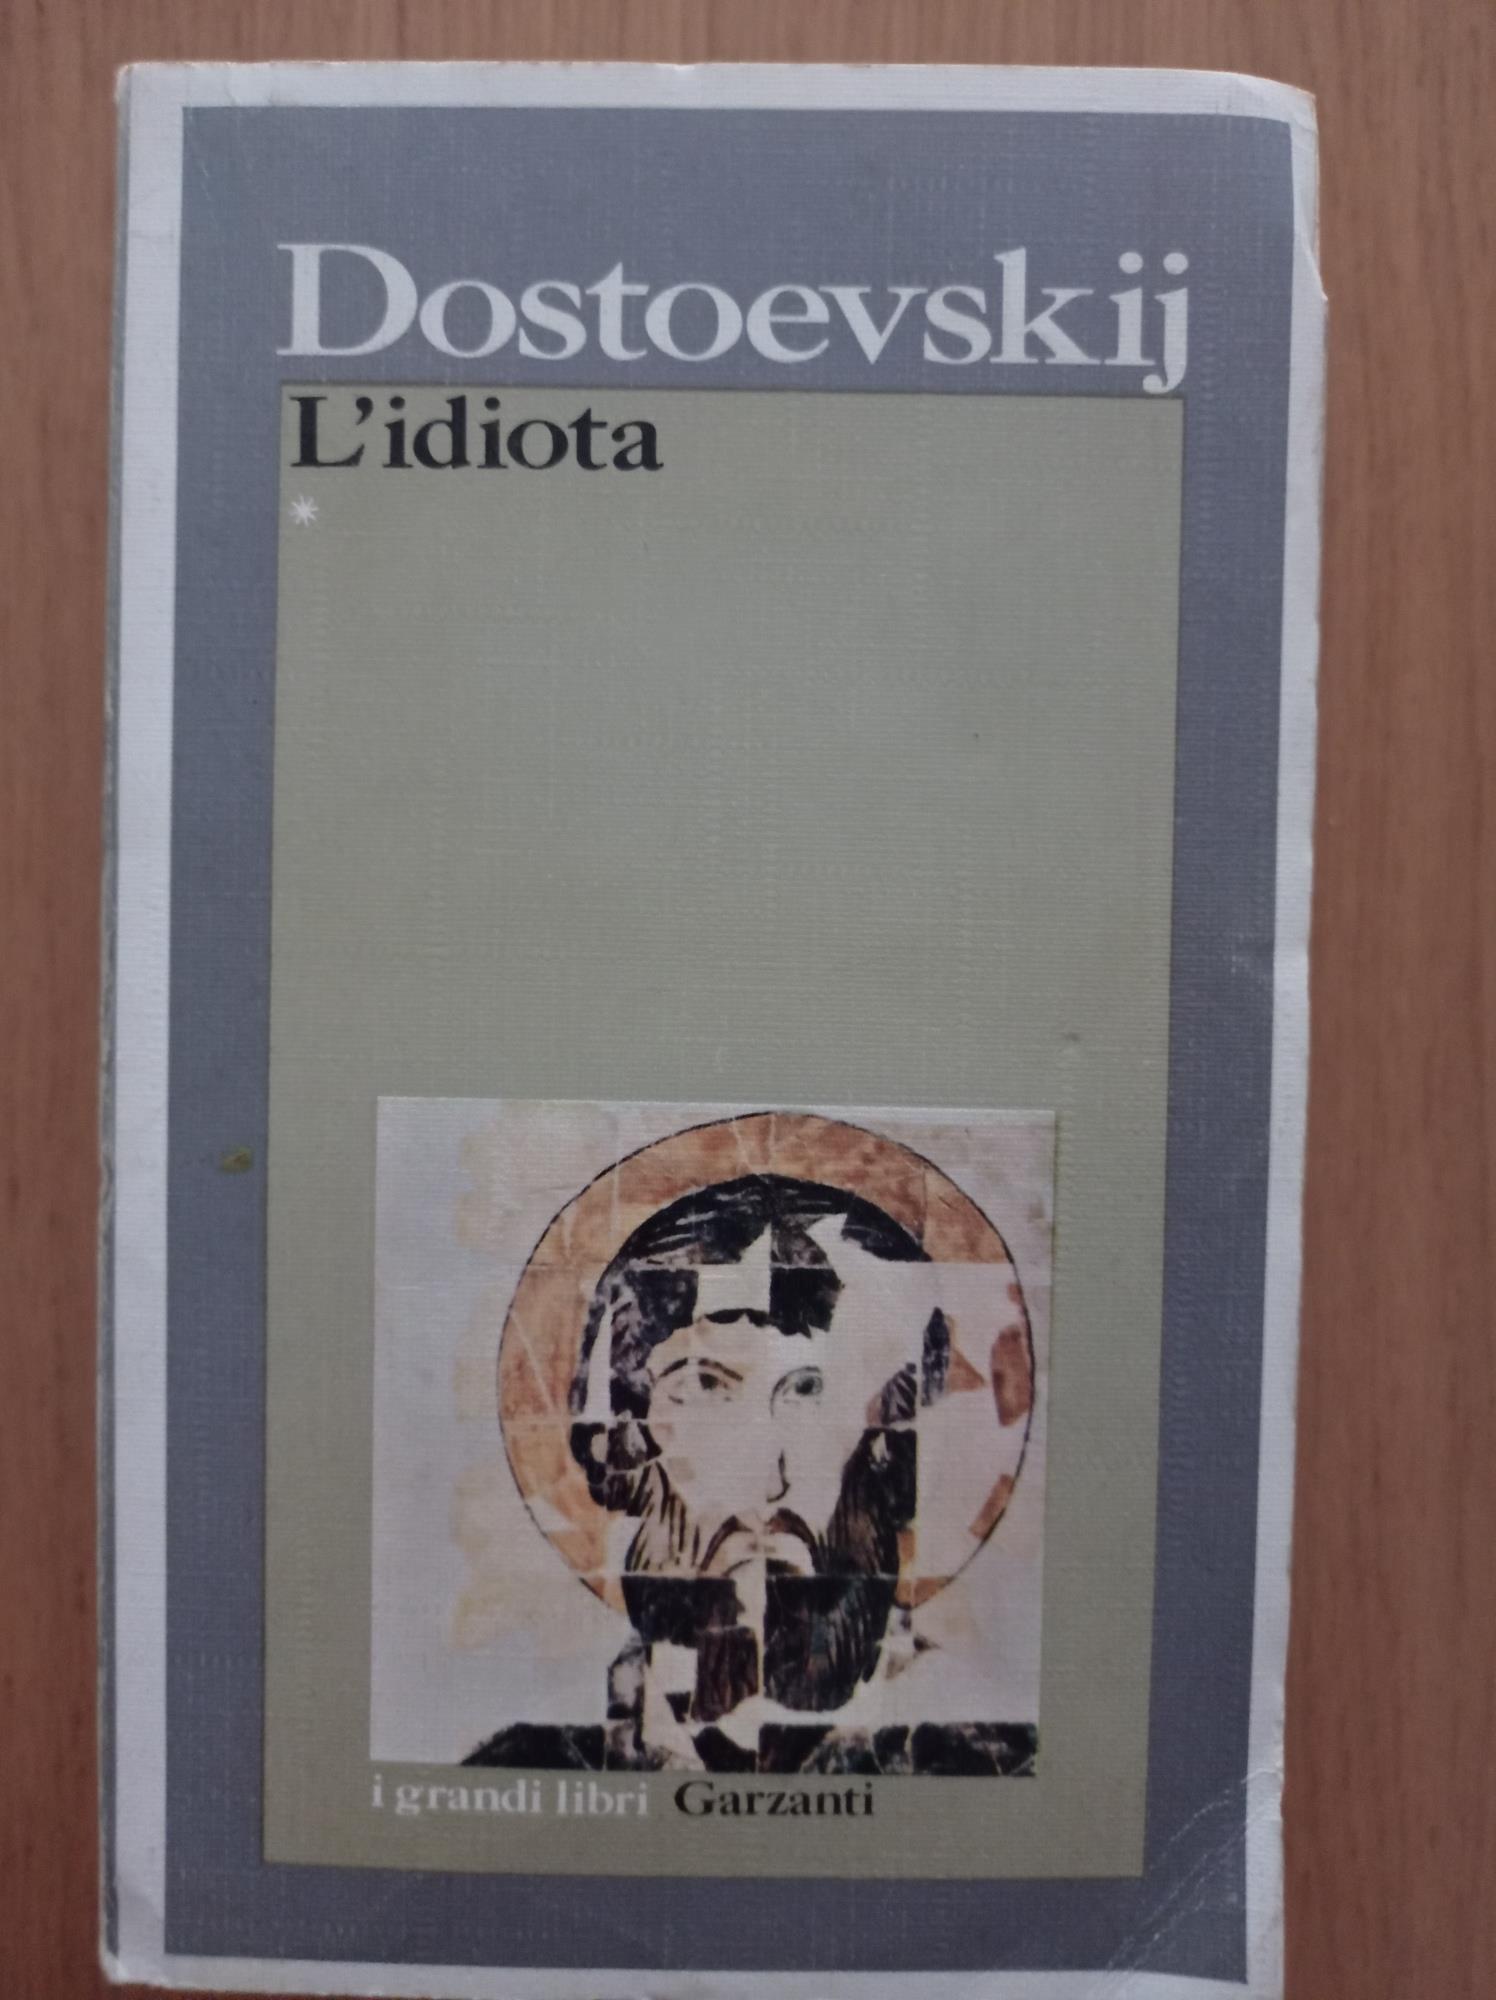 Dostoevskij
L'idiota
*
i grandi libri Garzanti